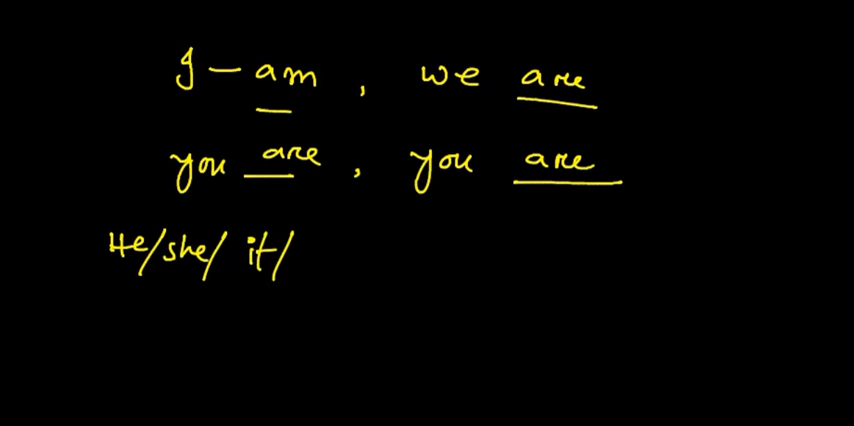 I – am , we are
you are , you are
He/she/ it/